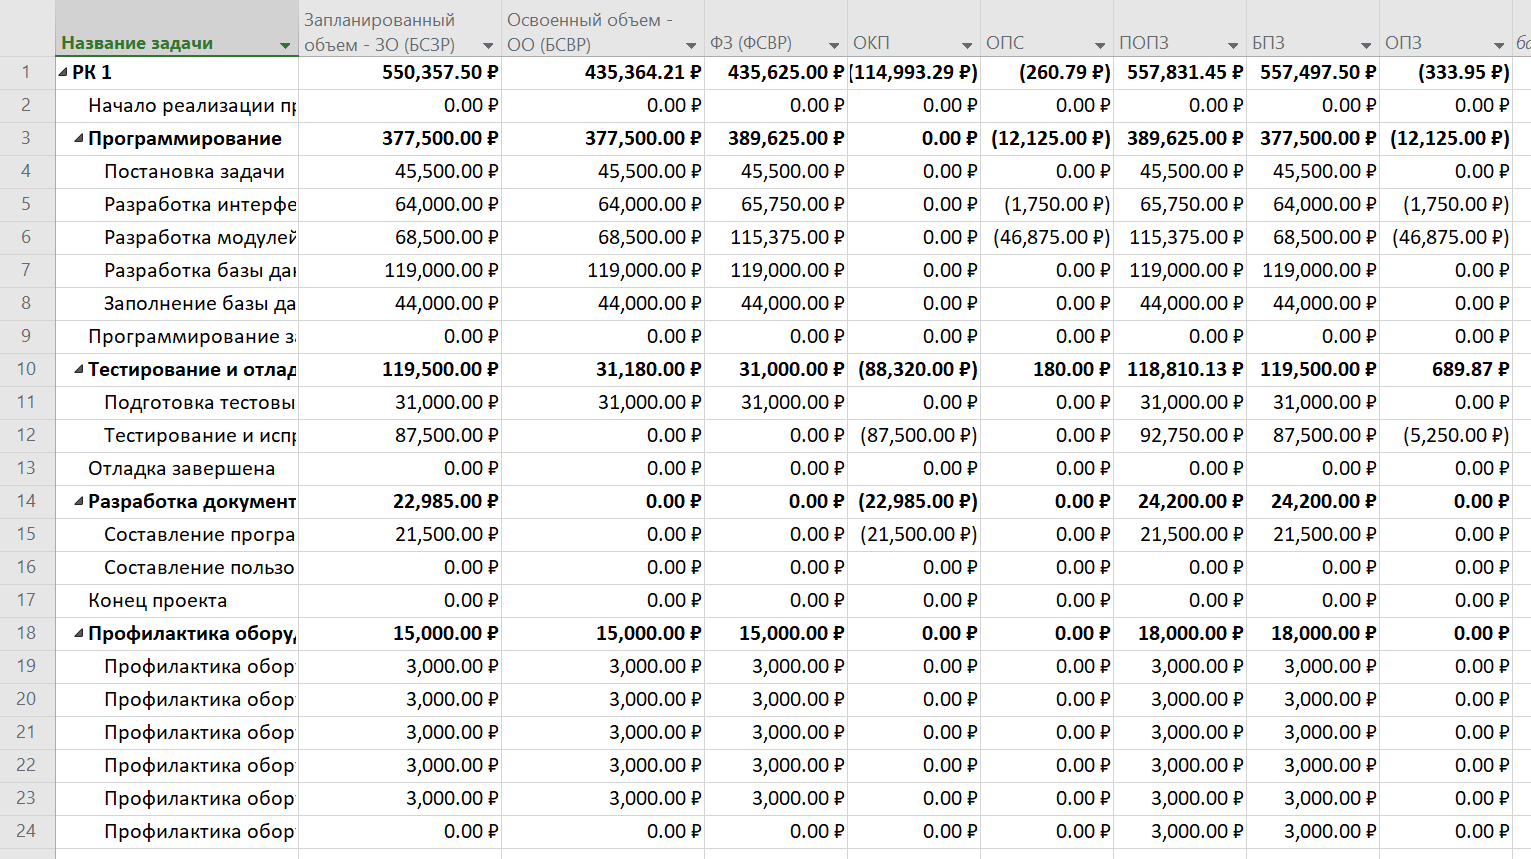 Название задачи Запланированный объем - ЗО (БСЗР) Освоенный объем - ОО (БСВР) ФЗ (ФСВР) ОКП ОПС ПОПЗ БПЗ ОПЗ
1 РК 1 550,357.50 ₽ 435,364.21 ₽ 435,625.00 ₽ (114,993.29 ₽) (260.79 ₽) 557,831.45 ₽ 557,497.50 ₽ (333.95 ₽)
2 Начало реализации пр 0.00 ₽ 0.00 ₽ 0.00 ₽ 0.00 ₽ 0.00 ₽ 0.00 ₽ 0.00 ₽ 0.00 ₽
3 Программирование 377,500.00 ₽ 377,500.00 ₽ 389,625.00 ₽ 0.00 ₽ (12,125.00 ₽) 389,625.00 ₽ 377,500.00 ₽ (12,125.00 ₽)
4 Постановка задачи 45,500.00 ₽ 45,500.00 ₽ 45,500.00 ₽ 0.00 ₽ 0.00 ₽ 45,500.00 ₽ 45,500.00 ₽ 0.00 ₽
5 Разработка интерфе 64,000.00 ₽ 64,000.00 ₽ 65,750.00 ₽ 0.00 ₽ (1,750.00 ₽) 65,750.00 ₽ 64,000.00 ₽ (1,750.00 ₽)
6 Разработка модулей 68,500.00 ₽ 68,500.00 ₽ 115,375.00 ₽ 0.00 ₽ (46,875.00 ₽) 115,375.00 ₽ 68,500.00 ₽ (46,875.00 ₽)
7 Разработка базы дан 119,000.00 ₽ 119,000.00 ₽ 119,000.00 ₽ 0.00 ₽ 0.00 ₽ 119,000.00 ₽ 119,000.00 ₽ 0.00 ₽
8 Заполнение базы да 44,000.00 ₽ 44,000.00 ₽ 44,000.00 ₽ 0.00 ₽ 0.00 ₽ 44,000.00 ₽ 44,000.00 ₽ 0.00 ₽
9 Программирование за 0.00 ₽ 0.00 ₽ 0.00 ₽ 0.00 ₽ 0.00 ₽ 0.00 ₽ 0.00 ₽ 0.00 ₽
10 Тестирование и отлад 119,500.00 ₽ 31,180.00 ₽ 31,000.00 ₽ (88,320.00 ₽) 180.00 ₽ 118,810.13 ₽ 119,500.00 ₽ 689.87 ₽
11 Подготовка тестовы 31,000.00 ₽ 31,000.00 ₽ 31,000.00 ₽ 0.00 ₽ 0.00 ₽ 31,000.00 ₽ 31,000.00 ₽ 0.00 ₽
12 Тестирование и испр 87,500.00 ₽ 0.00 ₽ 0.00 ₽ (87,500.00 ₽) 0.00 ₽ 92,750.00 ₽ 87,500.00 ₽ (5,250.00 ₽)
13 Отладка завершена 0.00 ₽ 0.00 ₽ 0.00 ₽ 0.00 ₽ 0.00 ₽ 0.00 ₽ 0.00 ₽ 0.00 ₽
14 Разработка документ 22,985.00 ₽ 0.00 ₽ 0.00 ₽ (22,985.00 ₽) 0.00 ₽ 24,200.00 ₽ 24,200.00 ₽ 0.00 ₽
15 Составление програ 21,500.00 ₽ 0.00 ₽ 0.00 ₽ (21,500.00 ₽) 0.00 ₽ 21,500.00 ₽ 21,500.00 ₽ 0.00 ₽
16 Составление пользо 0.00 ₽ 0.00 ₽ 0.00 ₽ 0.00 ₽ 0.00 ₽ 0.00 ₽ 0.00 ₽ 0.00 ₽
17 Конец проекта 0.00 ₽ 0.00 ₽ 0.00 ₽ 0.00 ₽ 0.00 ₽ 0.00 ₽ 0.00 ₽ 0.00 ₽
18 Профилактика оборуд 15,000.00 ₽ 15,000.00 ₽ 15,000.00 ₽ 0.00 ₽ 0.00 ₽ 18,000.00 ₽ 18,000.00 ₽ 0.00 ₽
19 Профилактика обор 3,000.00 ₽ 3,000.00 ₽ 3,000.00 ₽ 0.00 ₽ 0.00 ₽ 3,000.00 ₽ 3,000.00 ₽ 0.00 ₽
20 Профилактика обор 3,000.00 ₽ 3,000.00 ₽ 3,000.00 ₽ 0.00 ₽ 0.00 ₽ 3,000.00 ₽ 3,000.00 ₽ 0.00 ₽
21 Профилактика обор 3,000.00 ₽ 3,000.00 ₽ 3,000.00 ₽ 0.00 ₽ 0.00 ₽ 3,000.00 ₽ 3,000.00 ₽ 0.00 ₽
22 Профилактика обор 3,000.00 ₽ 3,000.00 ₽ 3,000.00 ₽ 0.00 ₽ 0.00 ₽ 3,000.00 ₽ 3,000.00 ₽ 0.00 ₽
23 Профилактика обор 3,000.00 ₽ 3,000.00 ₽ 3,000.00 ₽ 0.00 ₽ 0.00 ₽ 3,000.00 ₽ 3,000.00 ₽ 0.00 ₽
24 Профилактика обор 0.00 ₽ 0.00 ₽ 0.00 ₽ 0.00 ₽ 0.00 ₽ 3,000.00 ₽ 3,000.00 ₽ 0.00 ₽